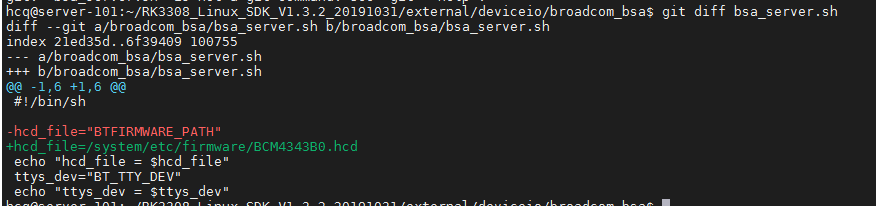 hcq@server-101:~/RK3308_Linux_SDK_V1.3.2_20191031/external/deviceio/broadcom_bsa$ git diff bsa_server.sh
diff --git a/broadcom_bsa/bsa_server.sh b/broadcom_bsa/bsa_server.sh
index 21ed35d..6f39409 100755
--- a/broadcom_bsa/bsa_server.sh
+++ b/broadcom_bsa/bsa_server.sh
@@ -1,6 +1,6 @@
 #!/bin/sh
-hcd_file="BTFIRMWARE_PATH"
+hcd_file=/system/etc/firmware/BCM4343B0.hcd
 echo "hcd_file = $hcd_file"
 ttys_dev="BT_TTY_DEV"
 echo "ttys_dev = $ttys_dev"
hcq@server-101:~/RK3308_Linux_SDK_V1.3.2_20191031/external/deviceio/broadcom_bsa$